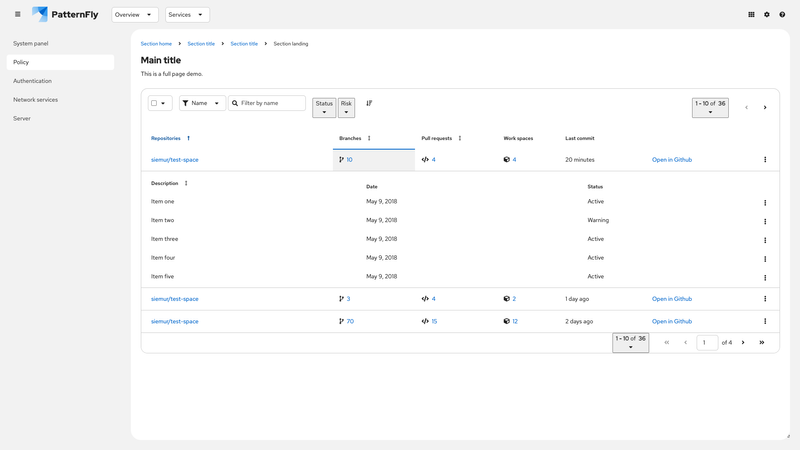 PatternFly Overview Services
System panel
Policy
Authentication
Network services
Server
Section home Section title Section title Section landing
Main title
This is a full page demo.
Name Filter by name Status Risk 1 - 10 of 36
Repositories Branches Pull requests Work spaces Last commit
siemur/test-space 10 4 4 20 minutes Open in Github
Description Date Status
Item one May 9, 2018 Active
Item two May 9, 2018 Warning
Item three May 9, 2018 Active
Item four May 9, 2018 Active
Item five May 9, 2018 Active
siemur/test-space 3 4 2 1 day ago Open in Github
siemur/test-space 70 15 12 2 days ago Open in Github
1 - 10 of 36 1 of 4